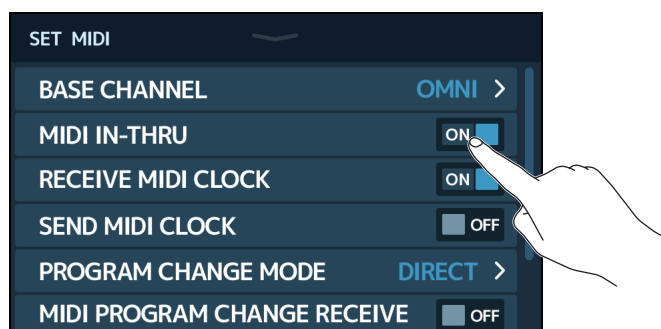 SET MIDI
BASE CHANNEL OMNI >
MIDI IN-THRU ON
RECEIVE MIDI CLOCK ON
SEND MIDI CLOCK OFF
PROGRAM CHANGE MODE DIRECT >
MIDI PROGRAM CHANGE RECEIVE OFF